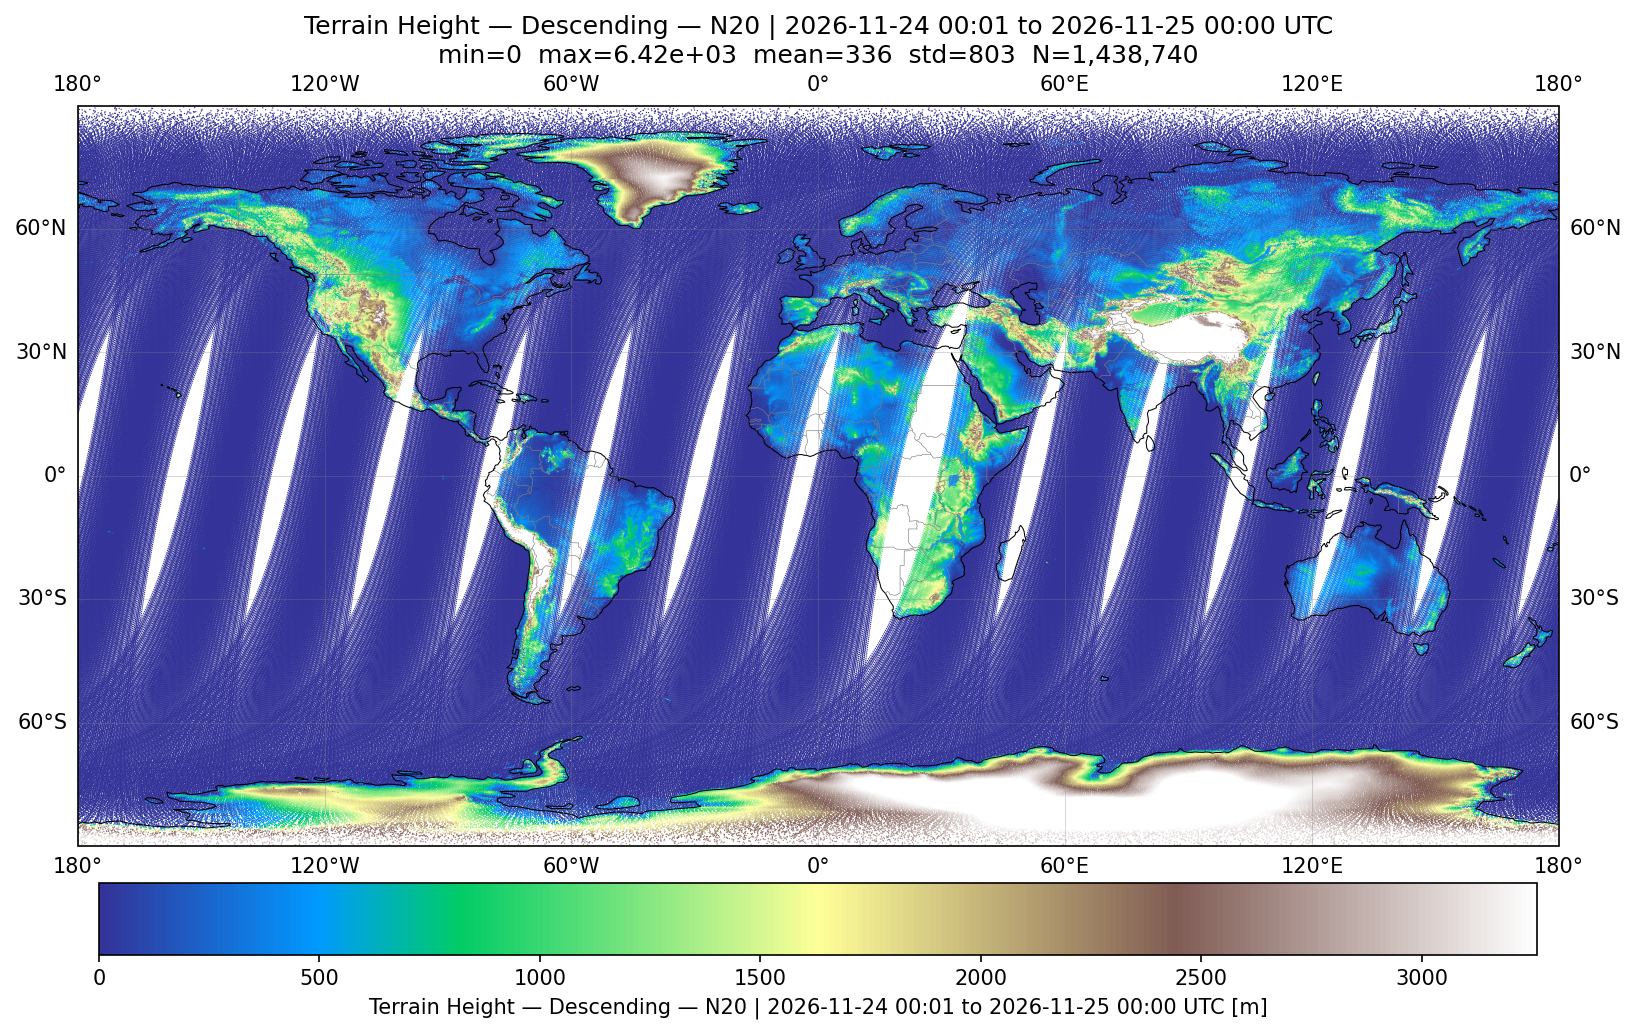 Terrain Height — Descending — N20 | 2026-11-24 00:01 to 2026-11-25 00:00 UTC
min=0 max=6.42e+03 mean=336 std=803 N=1,438,740
180° 120°W 60°W 0° 60°E 120°E 180°
60°N 60°N
30°N 30°N
0° 0°
30°S 30°S
60°S 60°S
180° 120°W 60°W 0° 60°E 120°E 180°
0 500 1000 1500 2000 2500 3000
Terrain Height — Descending — N20 | 2026-11-24 00:01 to 2026-11-25 00:00 UTC [m]